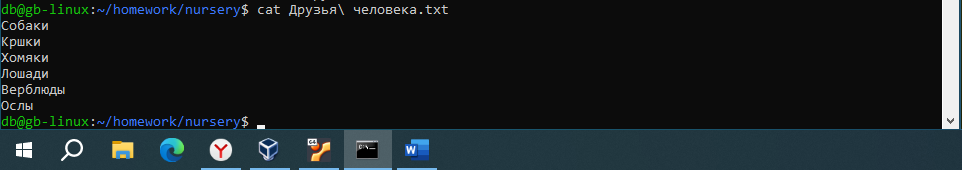 db@gb-linux:~/homework/nursery$ cat Друзья\ человека.txt
Собаки
Кршки
Хомяки
Лошади
Верблюды
Ослы
db@gb-linux:~/homework/nursery$